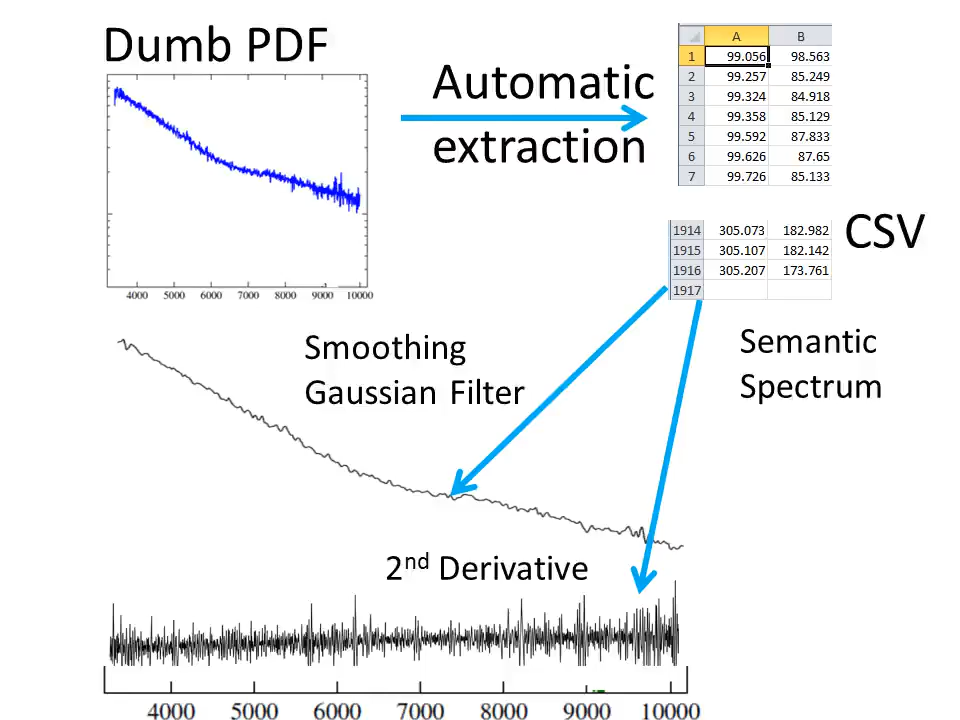 Dumb PDF
4000 5000 6000 7000 8000 9000 10000
Automatic
extraction
A B
1 99.056 98.563
2 99.257 85.249
3 99.324 84.918
4 99.358 85.129
5 99.592 87.833
6 99.626 87.65
7 99.726 85.133
1914 305.073 182.982
1915 305.107 182.142
1916 305.207 173.761
1917
CSV
Smoothing
Gaussian Filter
Semantic
Spectrum
2nd Derivative
4000 5000 6000 7000 8000 9000 10000